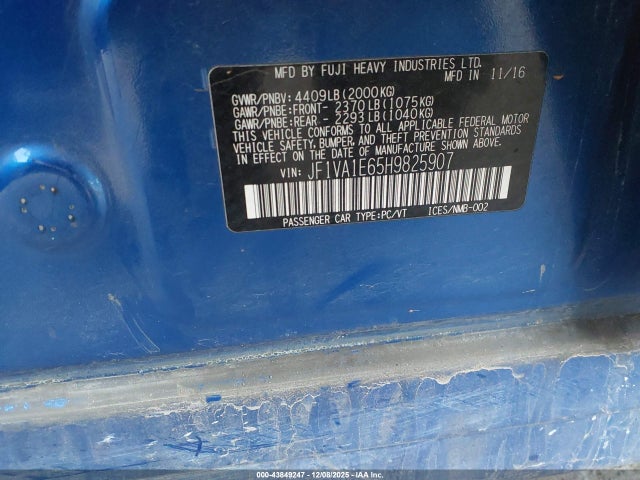 MFD BY FUJI HEAVY INDUSTRIES LTD.
MFD IN 11/16
GVWR/PNBV: 4409LB(2000KG)
GAWR/PNBE:FRONT- 2370LB(1075KG)
GAWR/PNBE:REAR - 2293LB(1040KG)
THIS VEHICLE CONFORMS TO ALL APPLICABLE FEDERAL MOTOR
VEHICLE SAFETY, BUMPER, AND THEFT PREVENTION STANDARDS
IN EFFECT ON THE DATE OF MANUFACTURE SHOWN ABOVE.
VIN: JF1VA1E65H9825907
PASSENGER CAR TYPE:PC/VT ICES/NMB-002
000-43849247 - 12/08/2025 - IAA Inc.